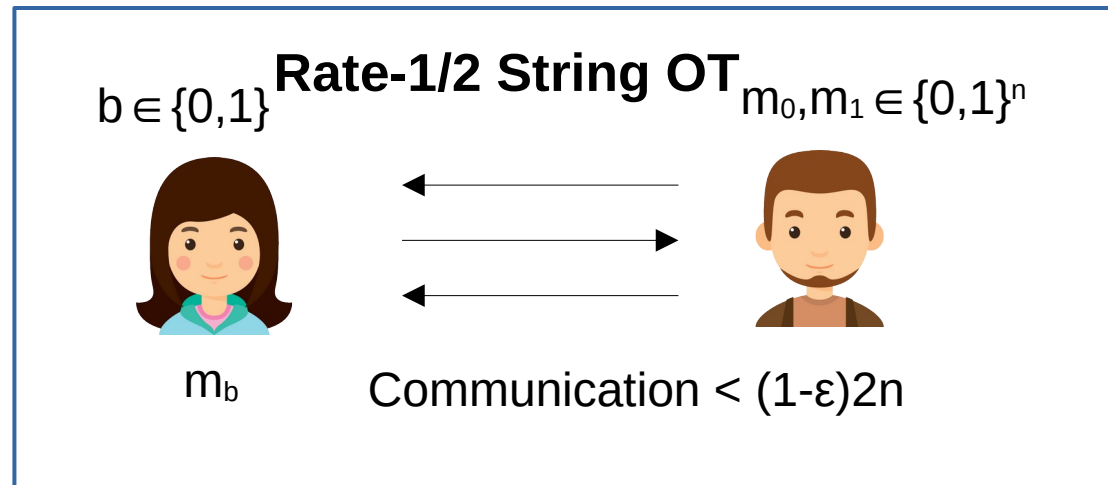 Rate-1/2 String OT
b ∈ {0,1}
m₀,m₁ ∈ {0,1}ⁿ
m_b
Communication < (1-ε)2n